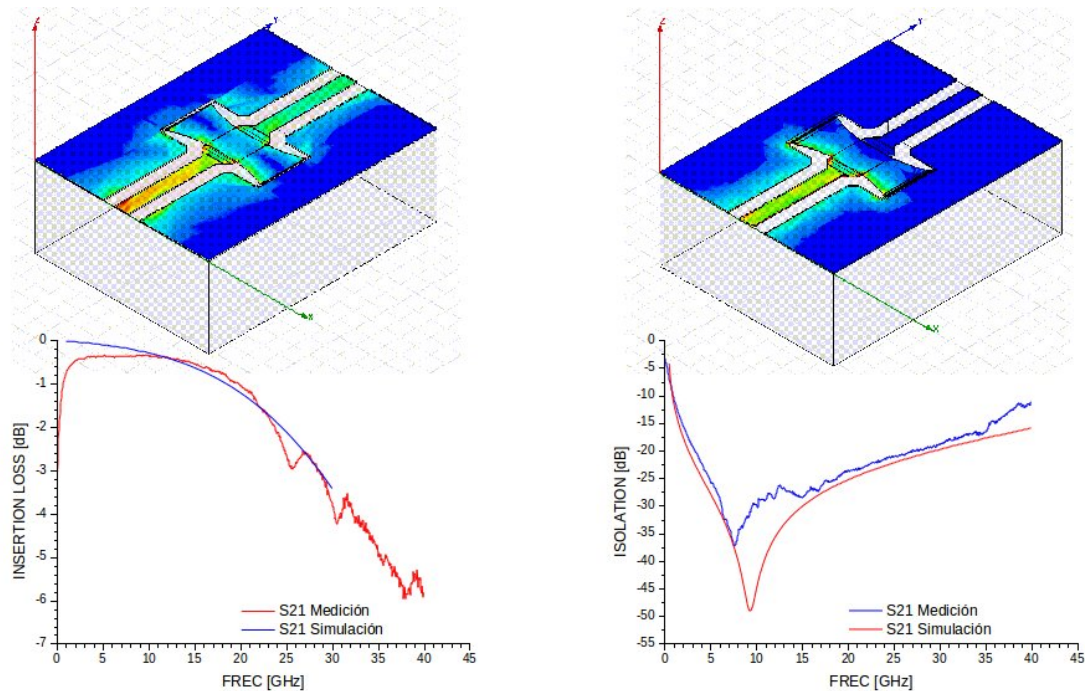 Z
Y
X
Z
Y
X
INSERTION LOSS [dB]
0
-1
-2
-3
-4
-5
-6
-7
S21 Medición
S21 Simulación
0 5 10 15 20 25 30 35 40 45
FREC [GHz]
ISOLATION [dB]
0
-5
-10
-15
-20
-25
-30
-35
-40
-45
-50
-55
S21 Medición
S21 Simulación
0 5 10 15 20 25 30 35 40 45
FREC [GHz]